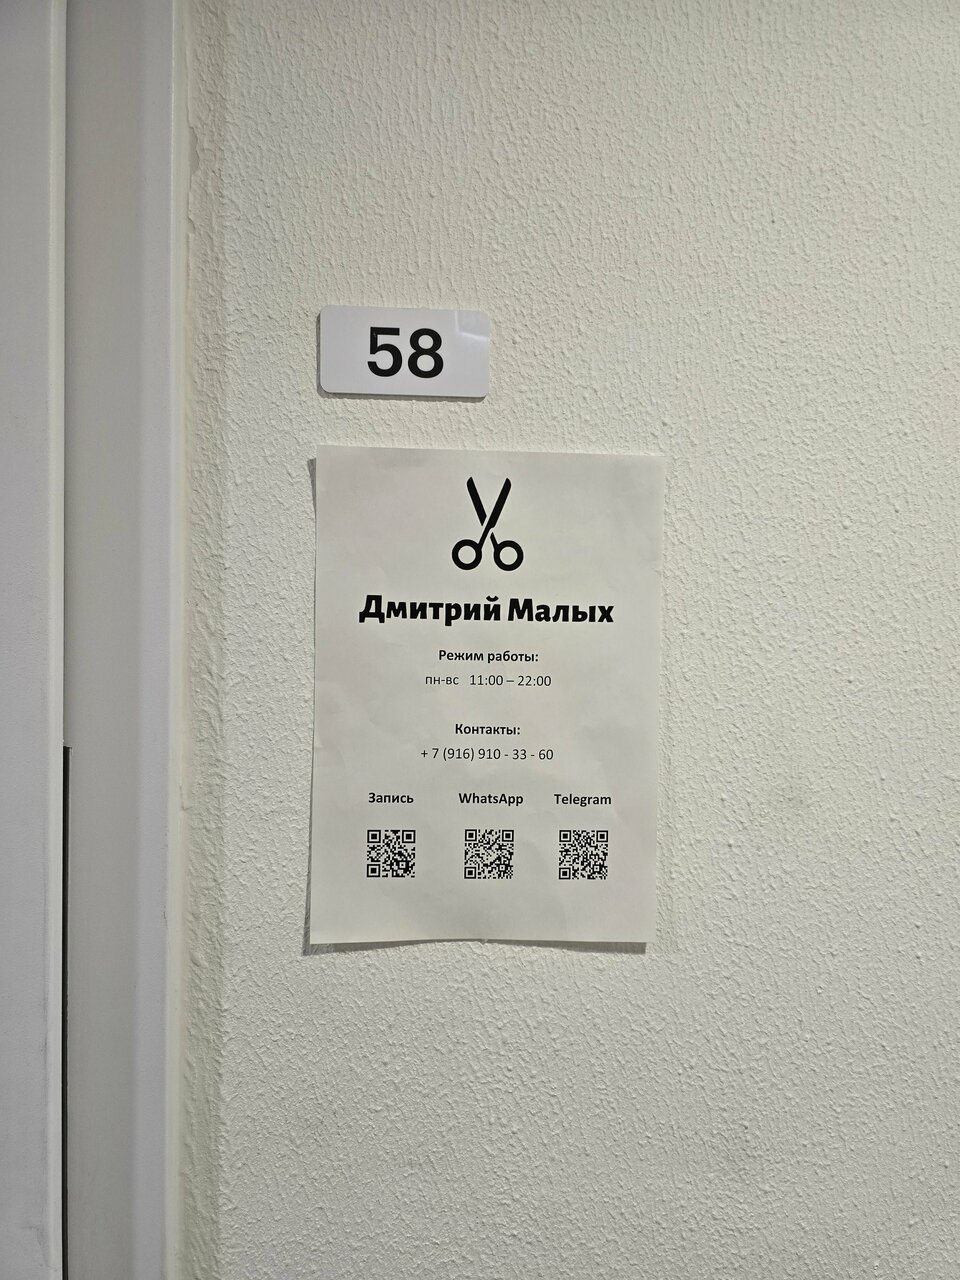 58
Дмитрий Малых
Режим работы:
пн-вс 11:00 – 22:00
Контакты:
+ 7 (916) 910 - 33 - 60
Запись WhatsApp Telegram